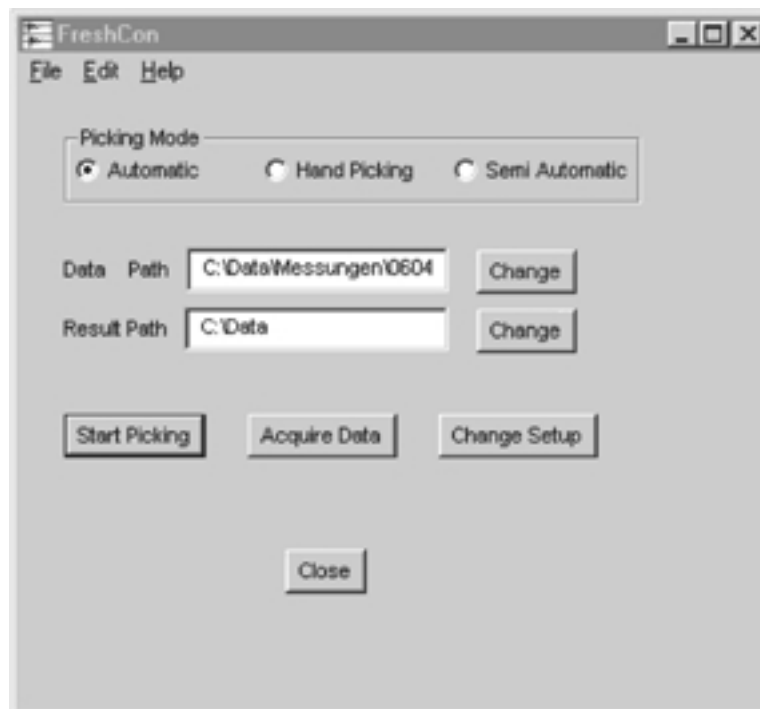 FreshCon
File Edit Help
Picking Mode
Automatic Hand Picking Semi Automatic
Data Path C:\Data\Messungen\0604 Change
Result Path C:\Data Change
Start Picking Acquire Data Change Setup
Close